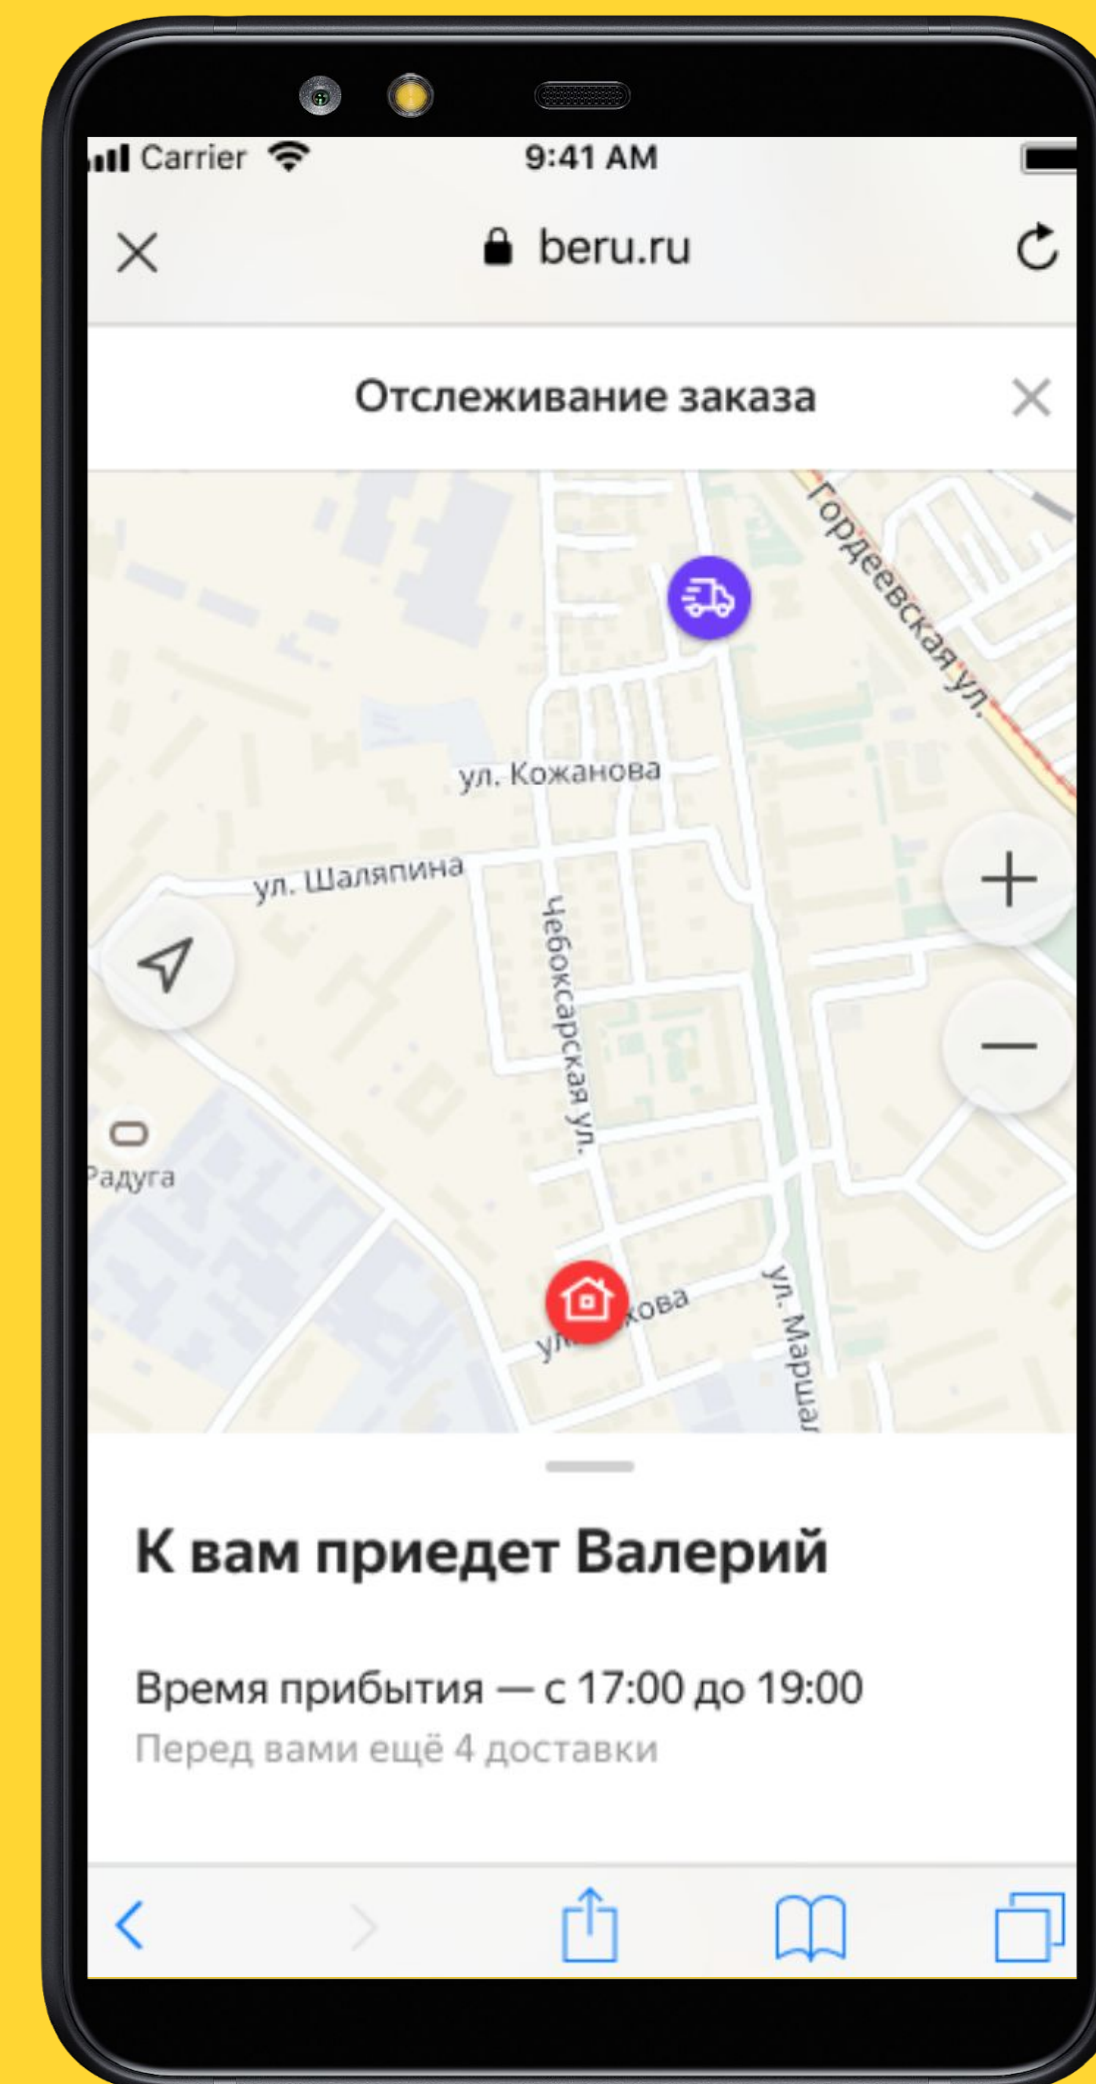 Carrier 9:41 AM
beru.ru
Отслеживание заказа
Гордеевская ул.
ул. Кожанова
ул. Шаляпина
Чебоксарская ул.
Радуга
ул.
ул.
К вам приедет Валерий
Время прибытия — с 17:00 до 19:00
Перед вами ещё 4 доставки